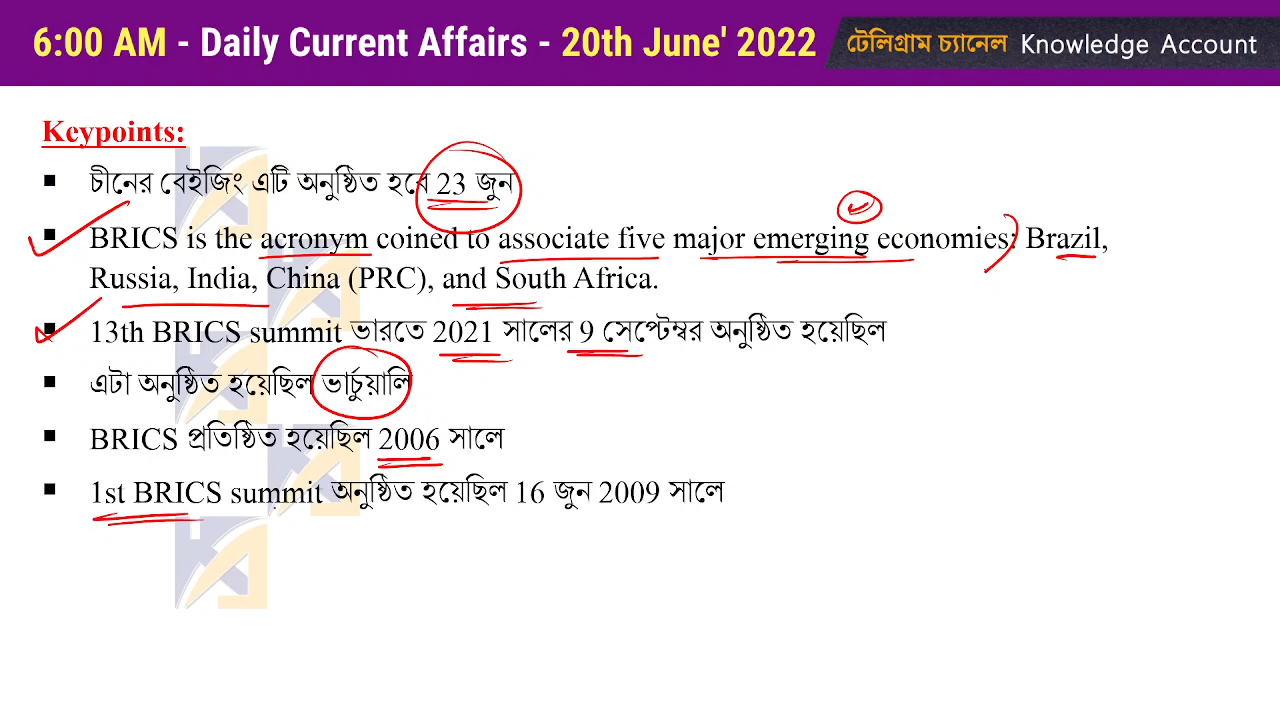 6:00 AM - Daily Current Affairs - 20th June' 2022
টেলিগ্রাম চ্যানেল Knowledge Account
Keypoints:
▪ চীনের বেইজিং এটি অনুষ্ঠিত হবে 23 জুন
▪ BRICS is the acronym coined to associate five major emerging economies: Brazil,
Russia, India, China (PRC), and South Africa.
▪ 13th BRICS summit ভারতে 2021 সালের 9 সেপ্টেম্বর অনুষ্ঠিত হয়েছিল
▪ এটা অনুষ্ঠিত হয়েছিল ভার্চুয়ালি
▪ BRICS প্রতিষ্ঠিত হয়েছিল 2006 সালে
▪ 1st BRICS summit অনুষ্ঠিত হয়েছিল 16 জুন 2009 সালে